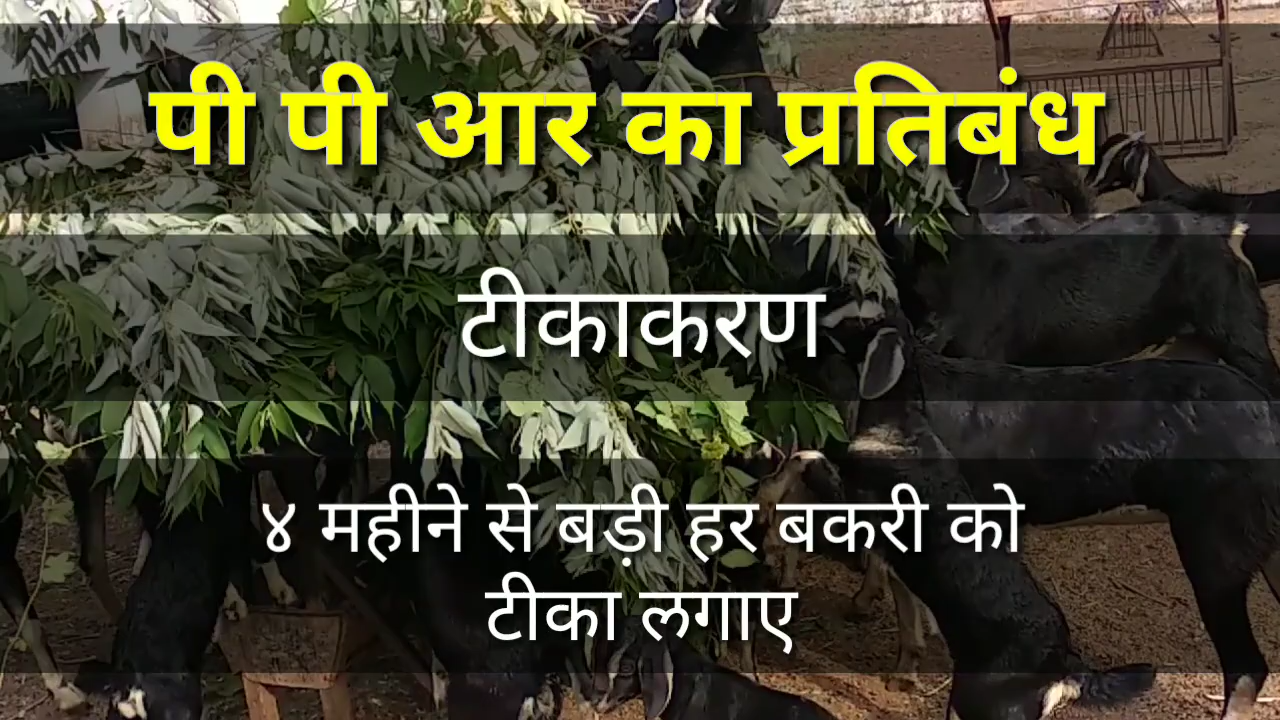 पी पी आर का प्रतिबंध
टीकाकरण
४ महीने से बड़ी हर बकरी को
टीका लगाए